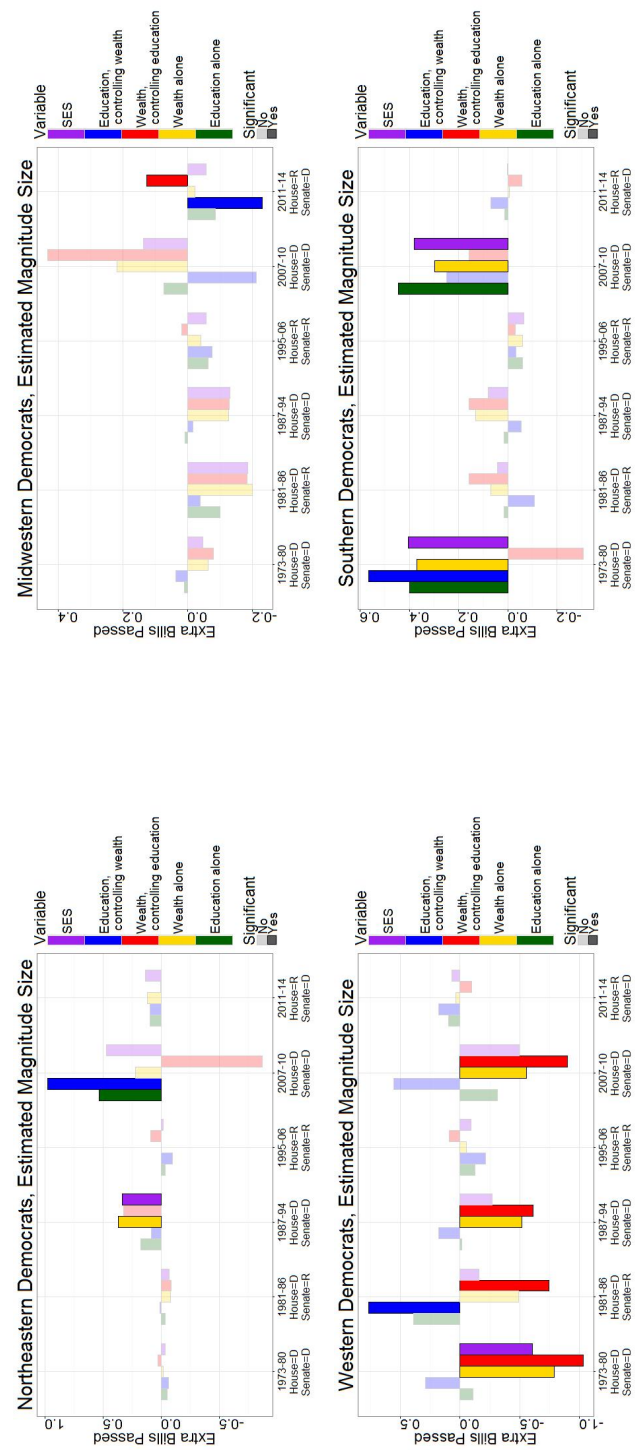 Northeastern Democrats, Estimated Magnitude Size
Extra Bills Passed
1.0
0.5
0.0
-0.5
1973-80
House=D
Senate=D
1981-86
House=D
Senate=R
1987-94
House=D
Senate=D
1995-06
House=R
Senate=R
2007-10
House=D
Senate=D
2011-14
House=R
Senate=D
Variable
SES
Education,
controlling wealth
Wealth,
controlling education
Wealth alone
Education alone
Significant
No
Yes
Midwestern Democrats, Estimated Magnitude Size
Extra Bills Passed
0.4
0.2
0.0
-0.2
1973-80
House=D
Senate=D
1981-86
House=D
Senate=R
1987-94
House=D
Senate=D
1995-06
House=R
Senate=R
2007-10
House=D
Senate=D
2011-14
House=R
Senate=D
Variable
SES
Education,
controlling wealth
Wealth,
controlling education
Wealth alone
Education alone
Significant
No
Yes
Western Democrats, Estimated Magnitude Size
Extra Bills Passed
0.5
0.0
-0.5
-1.0
1973-80
House=D
Senate=D
1981-86
House=D
Senate=R
1987-94
House=D
Senate=D
1995-06
House=R
Senate=R
2007-10
House=D
Senate=D
2011-14
House=R
Senate=D
Variable
SES
Education,
controlling wealth
Wealth,
controlling education
Wealth alone
Education alone
Significant
No
Yes
Southern Democrats, Estimated Magnitude Size
Extra Bills Passed
0.6
0.4
0.2
0.0
-0.2
1973-80
House=D
Senate=D
1981-86
House=D
Senate=R
1987-94
House=D
Senate=D
1995-06
House=R
Senate=R
2007-10
House=D
Senate=D
2011-14
House=R
Senate=D
Variable
SES
Education,
controlling wealth
Wealth,
controlling education
Wealth alone
Education alone
Significant
No
Yes